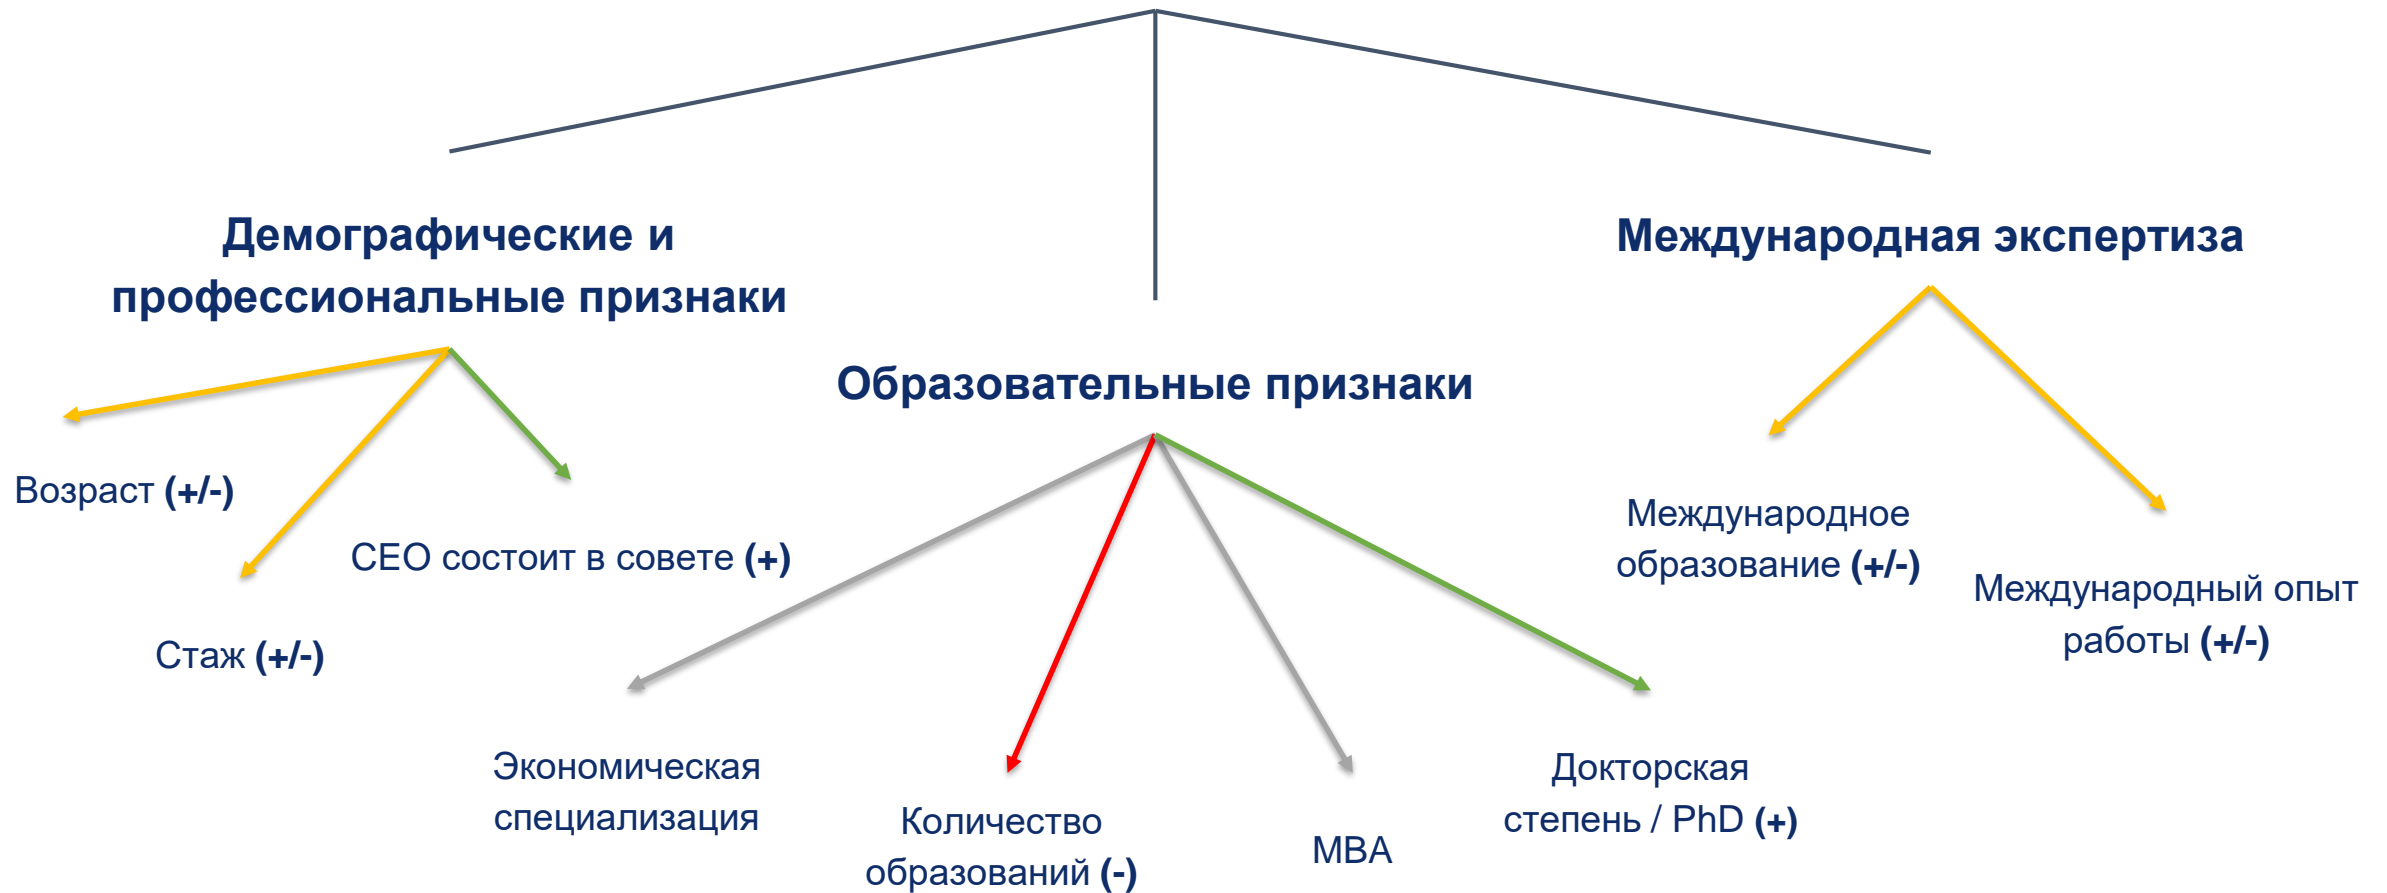 Демографические и
профессиональные признаки
Возраст (+/-)
Стаж (+/-)
CEO состоит в совете (+)
Образовательные признаки
Экономическая
специализация
Количество
образований (-)
MBA
Докторская
степень / PhD (+)
Международная экспертиза
Международное
образование (+/-)
Международный опыт
работы (+/-)